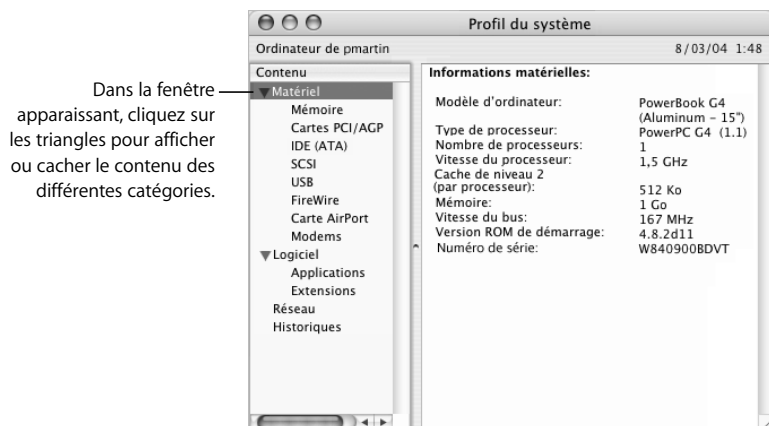 Profil du système
Ordinateur de pmartin 8/03/04 1:48
Dans la fenêtre
apparaissant, cliquez sur
les triangles pour afficher
ou cacher le contenu des
différentes catégories.
Contenu
Matériel
Mémoire
Cartes PCI/AGP
IDE (ATA)
SCSI
USB
FireWire
Carte AirPort
Modems
Logiciel
Applications
Extensions
Réseau
Historiques
Informations matérielles:
Modèle d'ordinateur: PowerBook G4
(Aluminum – 15")
Type de processeur: PowerPC G4 (1.1)
Nombre de processeurs: 1
Vitesse du processeur: 1,5 GHz
Cache de niveau 2
(par processeur): 512 Ko
Mémoire: 1 Go
Vitesse du bus: 167 MHz
Version ROM de démarrage: 4.8.2d11
Numéro de série: W840900BDVT